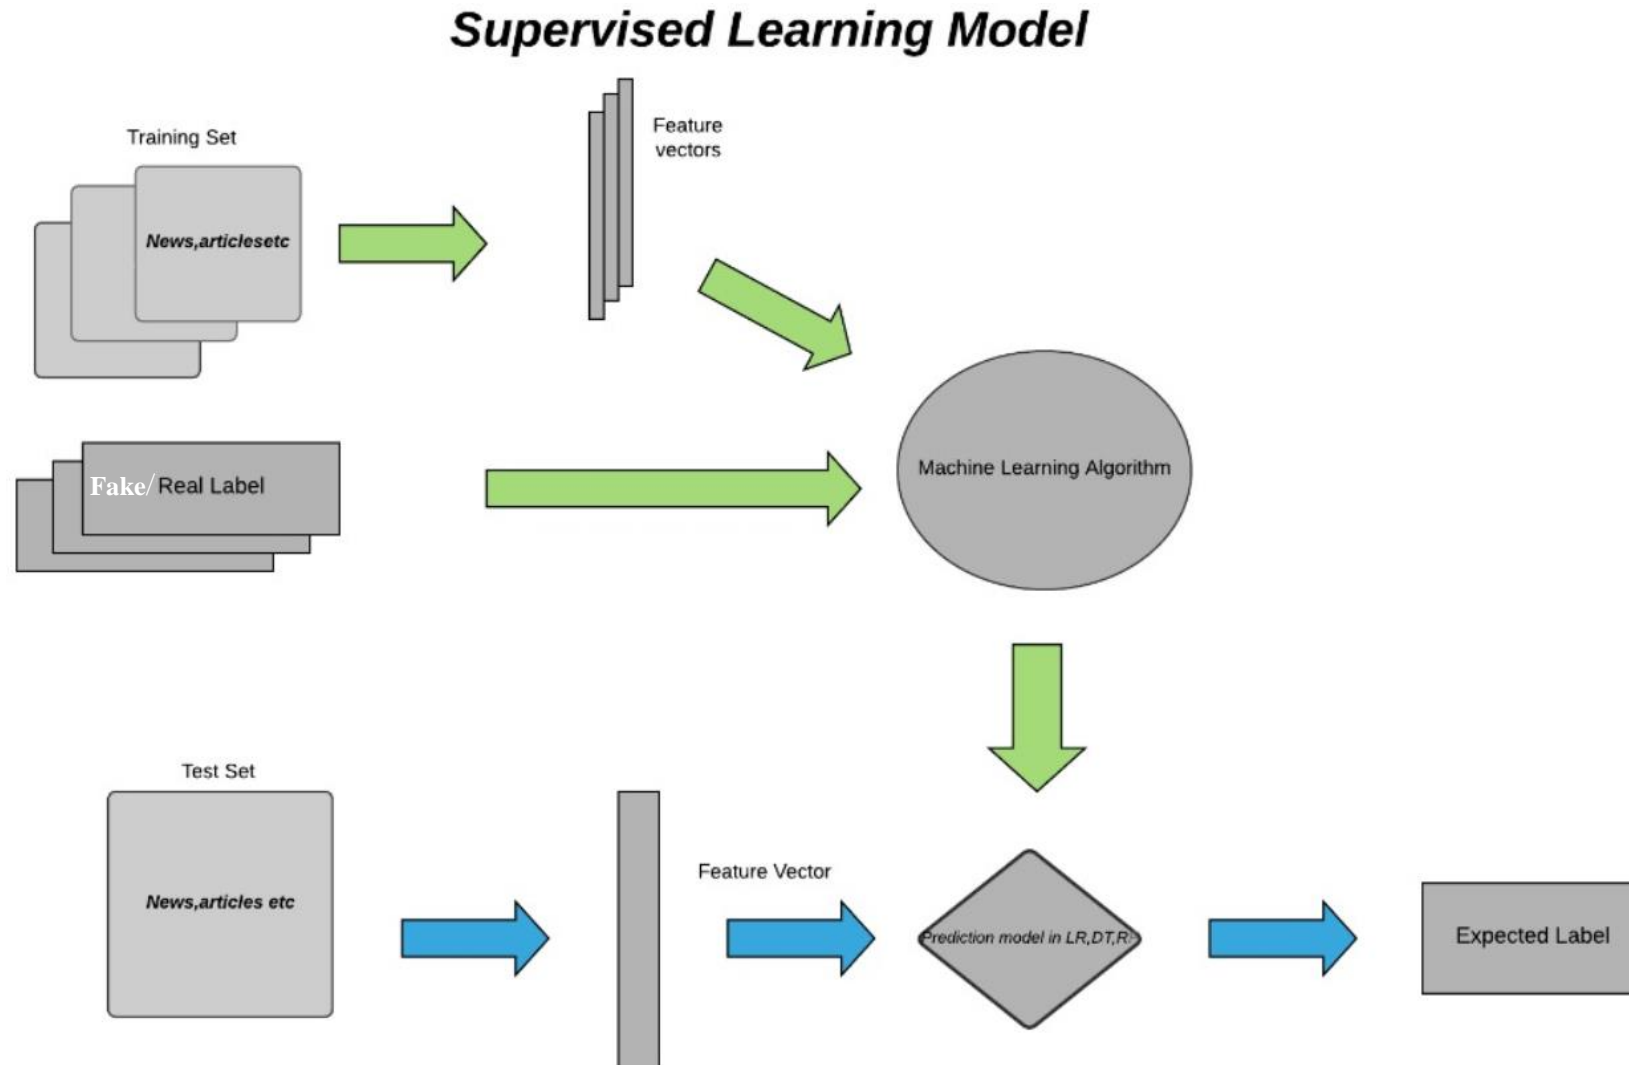 Supervised Learning Model
Training Set
News,articlesetc
Feature
vectors
Fake/ Real Label
Machine Learning Algorithm
Test Set
News,articles etc
Feature Vector
Prediction model in LR,DT,RF
Expected Label